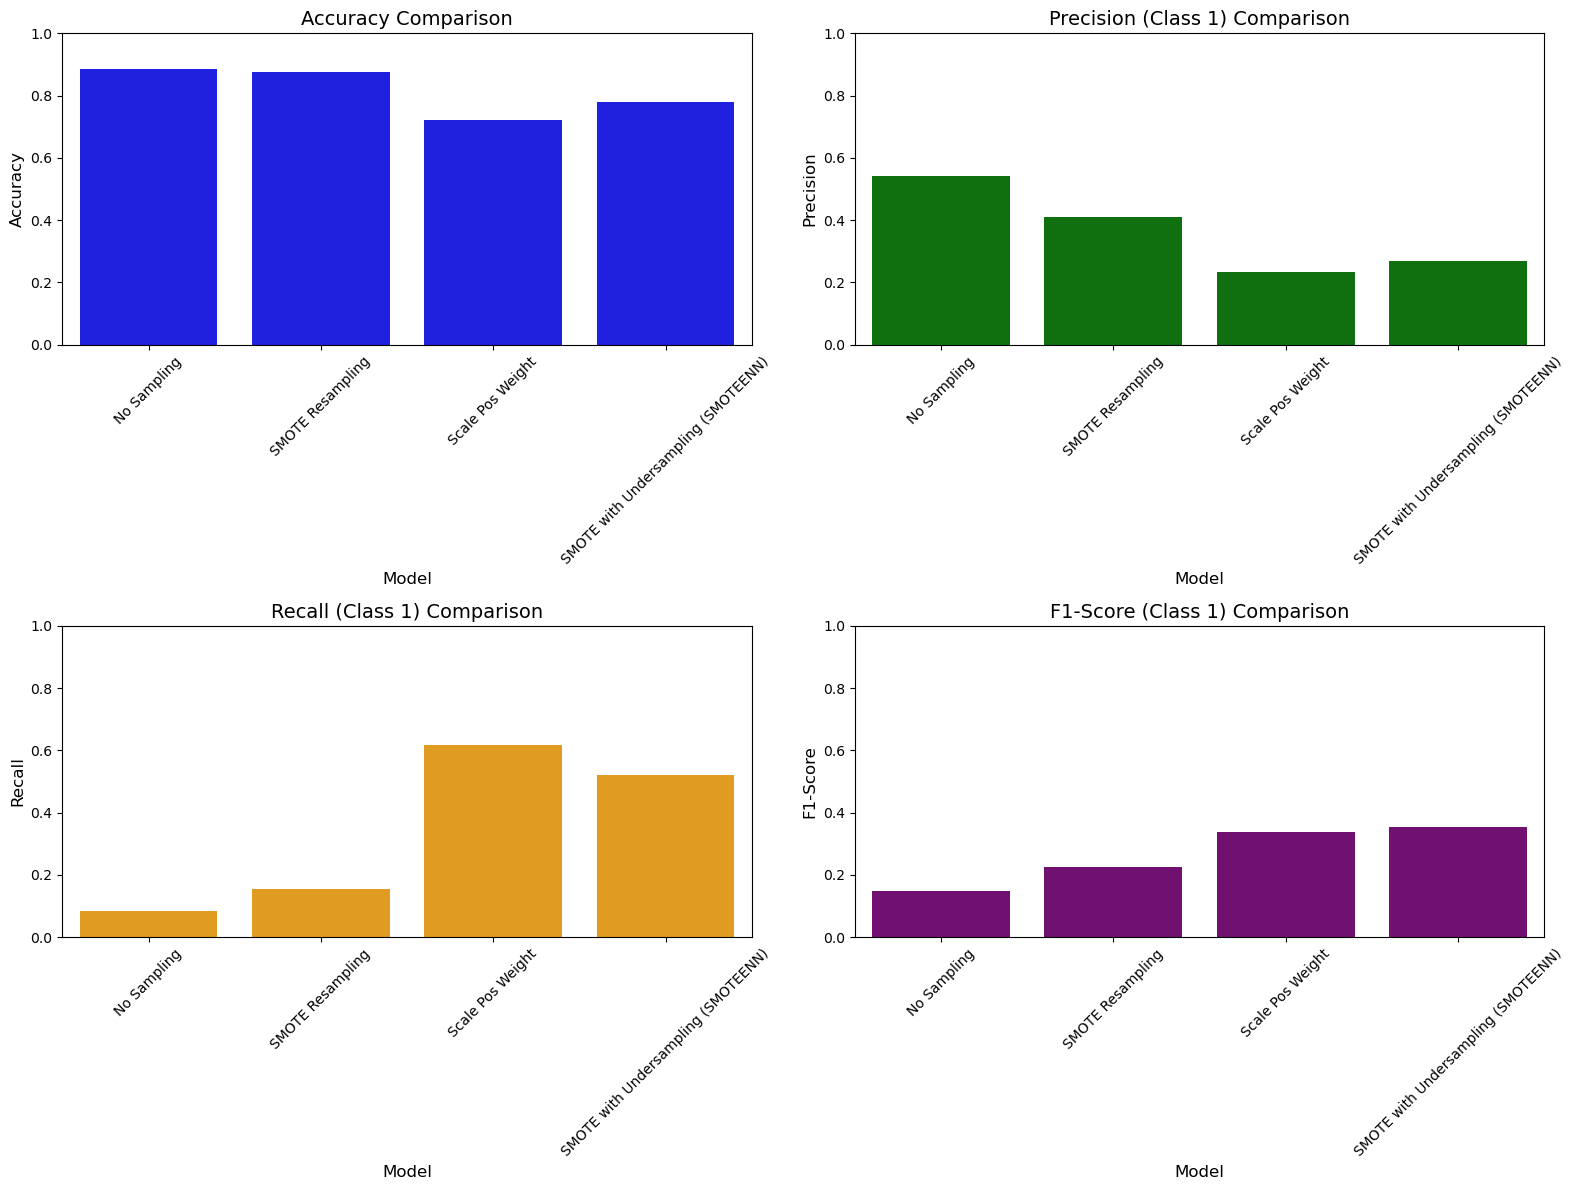 Accuracy Comparison
1.0
0.8
0.6
0.4
0.2
0.0
Accuracy
No Sampling
SMOTE Resampling
Scale Pos Weight
SMOTE with Undersampling (SMOTEENN)
Model
Precision (Class 1) Comparison
1.0
0.8
0.6
0.4
0.2
0.0
Precision
No Sampling
SMOTE Resampling
Scale Pos Weight
SMOTE with Undersampling (SMOTEENN)
Model
Recall (Class 1) Comparison
1.0
0.8
0.6
0.4
0.2
0.0
Recall
No Sampling
SMOTE Resampling
Scale Pos Weight
SMOTE with Undersampling (SMOTEENN)
Model
F1-Score (Class 1) Comparison
1.0
0.8
0.6
0.4
0.2
0.0
F1-Score
No Sampling
SMOTE Resampling
Scale Pos Weight
SMOTE with Undersampling (SMOTEENN)
Model